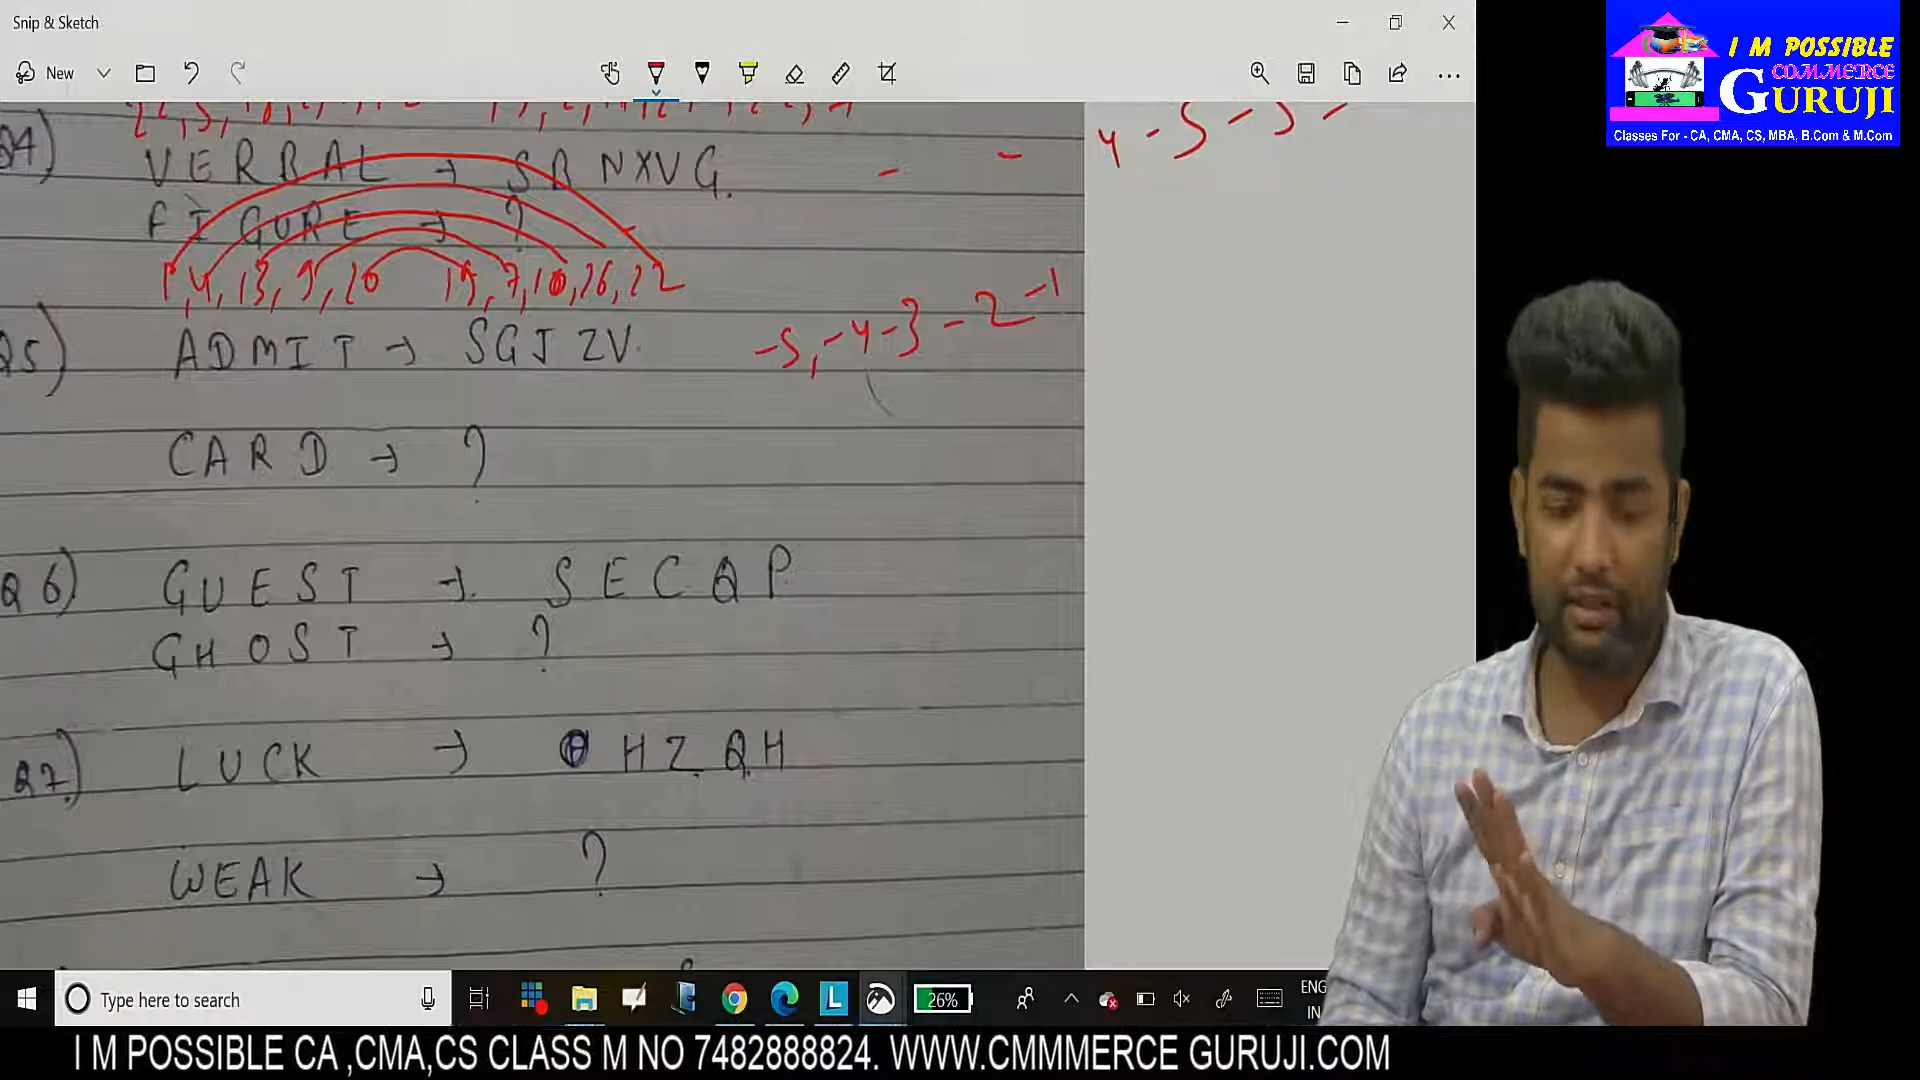 Snip & Sketch
New
I M POSSIBLE
COMMERCE
GURUJI
Classes For - CA, CMA, CS, MBA, B.Com & M.Com
Q4)
VERBAL → SBNXVG.
FIGURE → ?
1, 4, 13, 9, 20 19, 7, 10, 26, 22
Q5) ADMIT → SGJZV.
-5, -4 -3 -2 -1
CARD → ?
Q6) GUEST → SECQP
GHOST → ?
Q7.) LUCK → HZQH
WEAK → ?
Type here to search
26%
ENG
IN
I M POSSIBLE CA ,CMA,CS CLASS M NO 7482888824. WWW.CMMMERCE GURUJI.COM